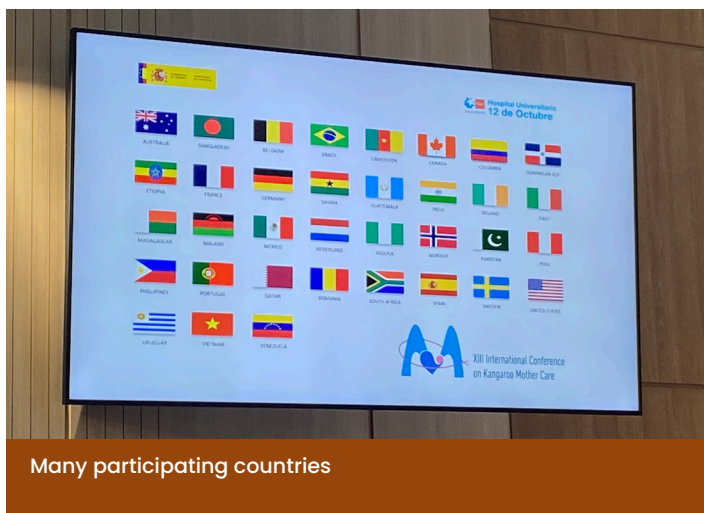 Hospital Universitario
12 de Octubre
AUSTRALIA
BANGLADESH
BELGIUM
BRAZIL
CAMEROON
CANADA
COLOMBIA
DOMINICAN REP.
ETIOPIA
FRANCE
GERMANY
GHANA
GUATEMALA
INDIA
IRELAND
ITALY
MADAGASCAR
MALAWI
MEXICO
NEDERLAND
NIGERIA
NORWAY
PAKISTAN
PERU
PHILIPPINES
PORTUGAL
QATAR
ROMANIA
SOUTH AFRICA
SPAIN
SWEDEN
UNITED STATES
URUGUAY
VIETNAM
VENEZUELA
XIII International Conference
on Kangaroo Mother Care
Many participating countries